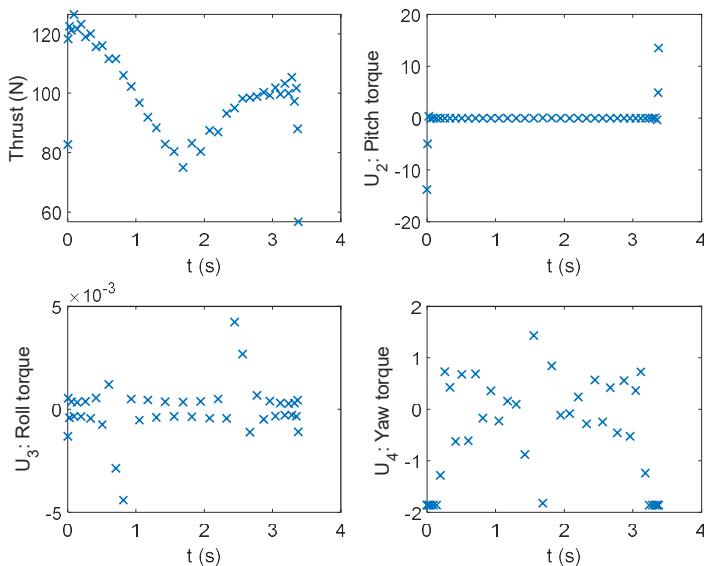 120
100
80
60
Thrust (N)
0 1 2 3 4
t (s)
20
10
0
-10
-20
U2: Pitch torque
0 1 2 3 4
t (s)
×10-3
5
0
-5
U3: Roll torque
0 1 2 3 4
t (s)
2
1
0
-1
-2
U4: Yaw torque
0 1 2 3 4
t (s)